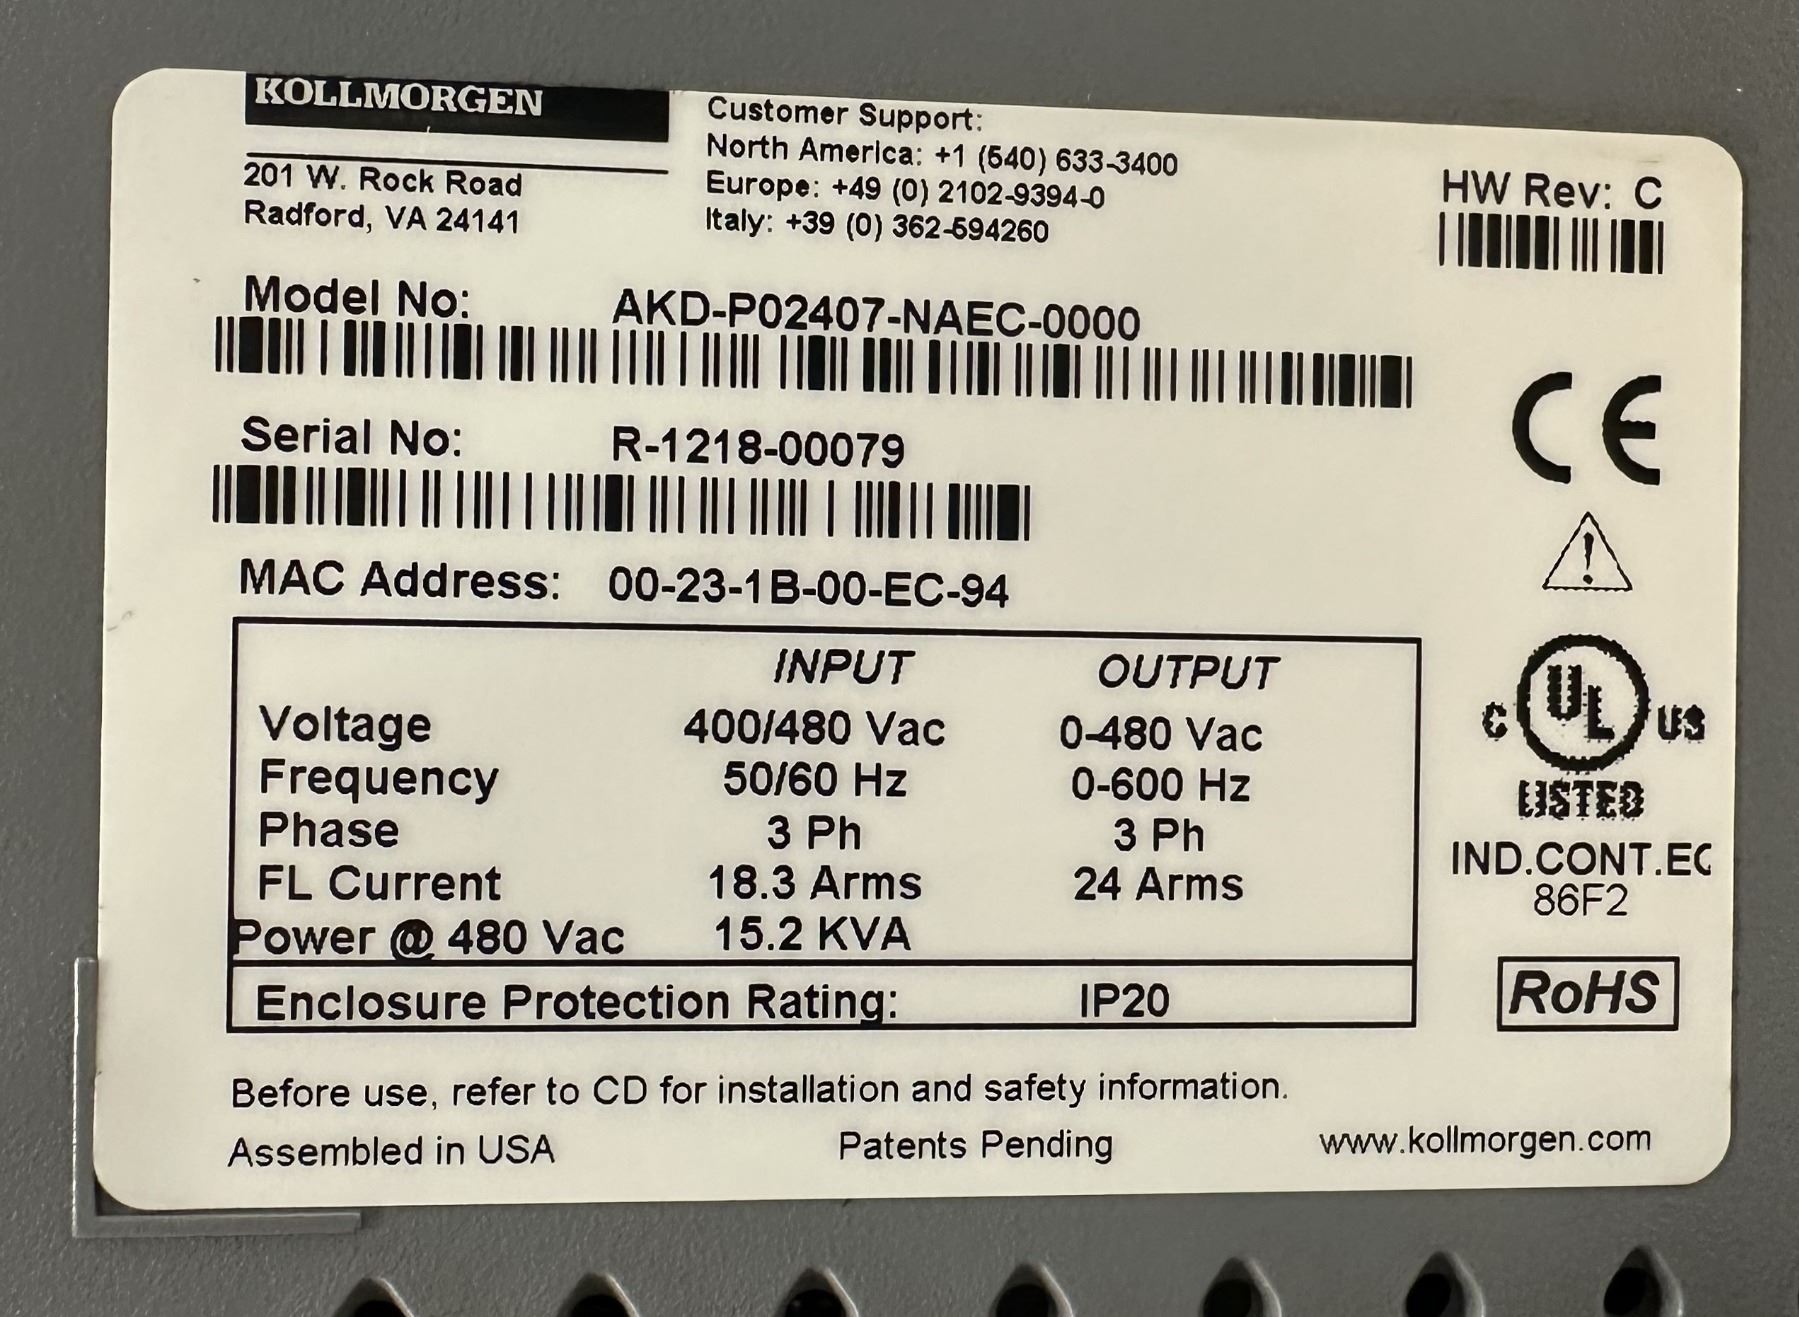 KOLLMORGEN
201 W. Rock Road
Radford, VA 24141
Customer Support:
North America: +1 (540) 633-3400
Europe: +49 (0) 2102-9394-0
Italy: +39 (0) 362-594260
HW Rev: C
Model No: AKD-P02407-NAEC-0000
Serial No: R-1218-00079
MAC Address: 00-23-1B-00-EC-94
INPUT OUTPUT
Voltage 400/480 Vac 0-480 Vac
Frequency 50/60 Hz 0-600 Hz
Phase 3 Ph 3 Ph
FL Current 18.3 Arms 24 Arms
Power @ 480 Vac 15.2 KVA
Enclosure Protection Rating: IP20
CE
C UL US
LISTED
IND.CONT.EQ
86F2
RoHS
Before use, refer to CD for installation and safety information.
Assembled in USA Patents Pending www.kollmorgen.com